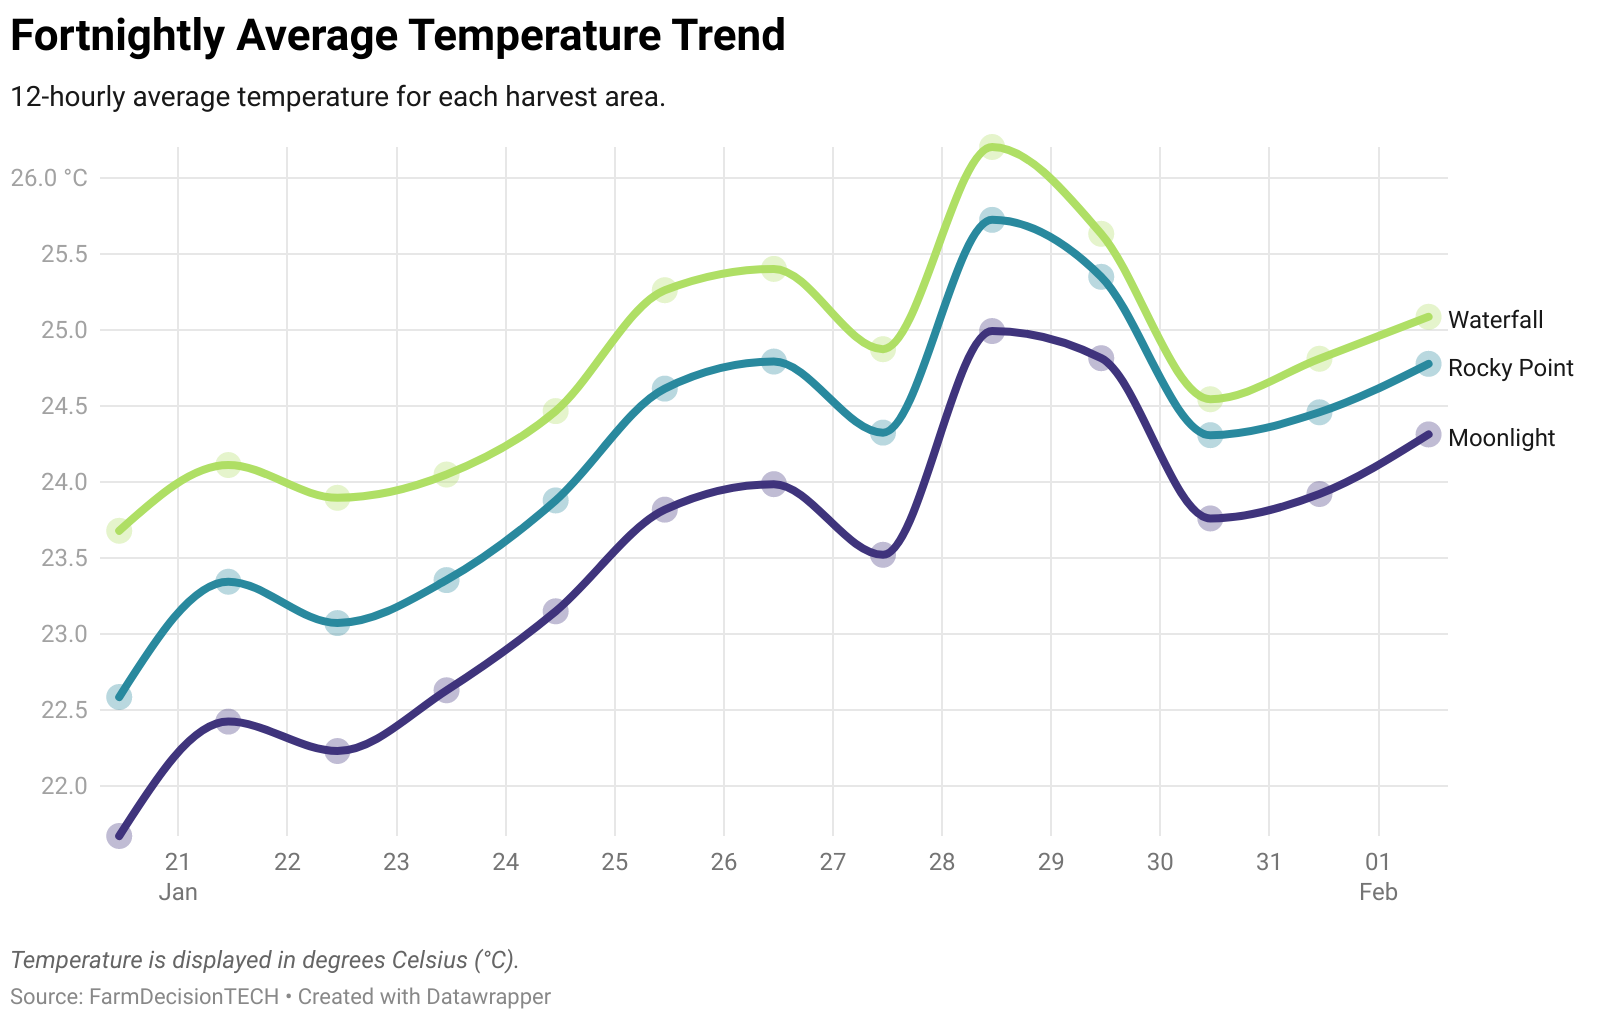 Fortnightly Average Temperature Trend
12-hourly average temperature for each harvest area.
26.0 °C
25.5
25.0
24.5
24.0
23.5
23.0
22.5
22.0
Waterfall
Rocky Point
Moonlight
21 22 23 24 25 26 27 28 29 30 31 01
Jan Feb
Temperature is displayed in degrees Celsius (°C).
Source: FarmDecisionTECH • Created with Datawrapper